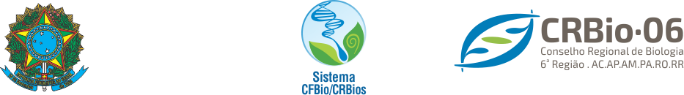 Sistema
CFBio/CRBios
CRBio·06
Conselho Regional de Biologia
6ª Região . AC.AP.AM.PA.RO.RR